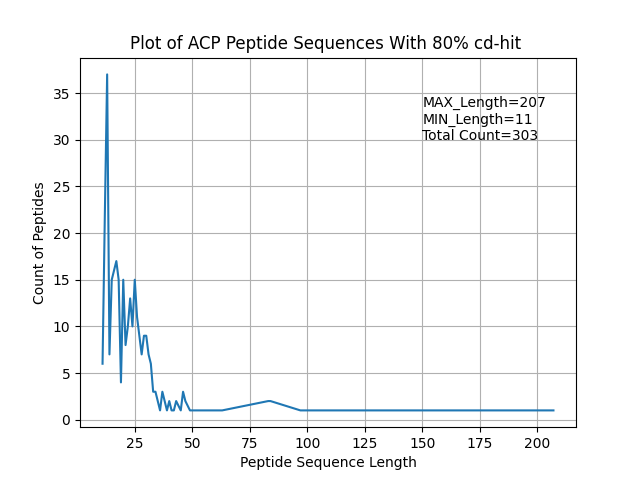 Plot of ACP Peptide Sequences With 80% cd-hit
MAX_Length=207
MIN_Length=11
Total Count=303
Count of Peptides
35
30
25
20
15
10
5
0
25
50
75
100
125
150
175
200
Peptide Sequence Length